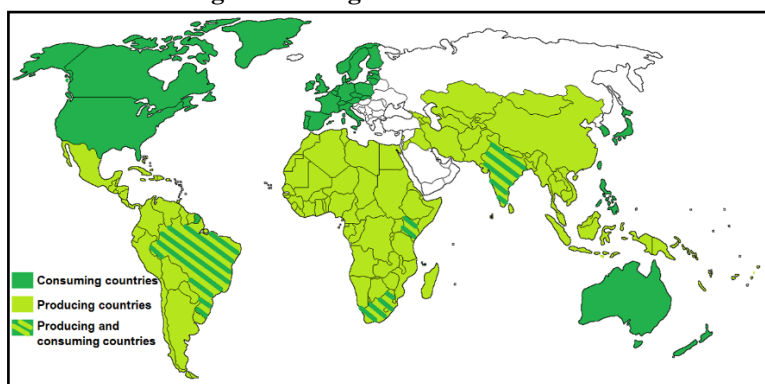 Consuming countries
Producing countries
Producing and
consuming countries